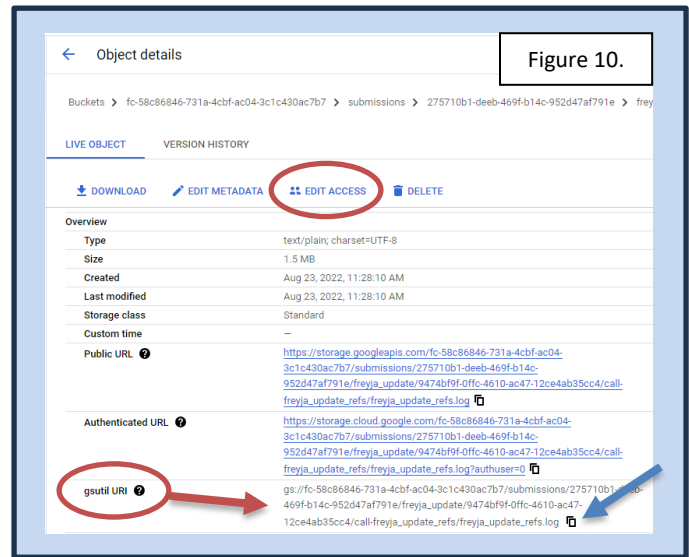 Object details
Figure 10.
Buckets > fc-58c86846-731a-4cbf-ac04-3c1c430ac7b7 > submissions > 275710b1-deeb-469f-b14c-952d47af791e > frey
LIVE OBJECT VERSION HISTORY
DOWNLOAD EDIT METADATA EDIT ACCESS DELETE
Overview
Type text/plain; charset=UTF-8
Size 1.5 MB
Created Aug 23, 2022, 11:28:10 AM
Last modified Aug 23, 2022, 11:28:10 AM
Storage class Standard
Custom time —
Public URL https://storage.googleapis.com/fc-58c86846-731a-4cbf-ac04-
3c1c430ac7b7/submissions/275710b1-deeb-469f-b14c-
952d47af791e/freyja_update/9474bf9f-0ffc-4610-ac47-12ce4ab35cc4/call-
freyja_update_refs/freyja_update_refs.log
Authenticated URL https://storage.cloud.google.com/fc-58c86846-731a-4cbf-ac04-
3c1c430ac7b7/submissions/275710b1-deeb-469f-b14c-
952d47af791e/freyja_update/9474bf9f-0ffc-4610-ac47-12ce4ab35cc4/call-
freyja_update_refs/freyja_update_refs.log?authuser=0
gsutil URI gs://fc-58c86846-731a-4cbf-ac04-3c1c430ac7b7/submissions/275710b1-deeb-
469f-b14c-952d47af791e/freyja_update/9474bf9f-0ffc-4610-ac47-
12ce4ab35cc4/call-freyja_update_refs/freyja_update_refs.log